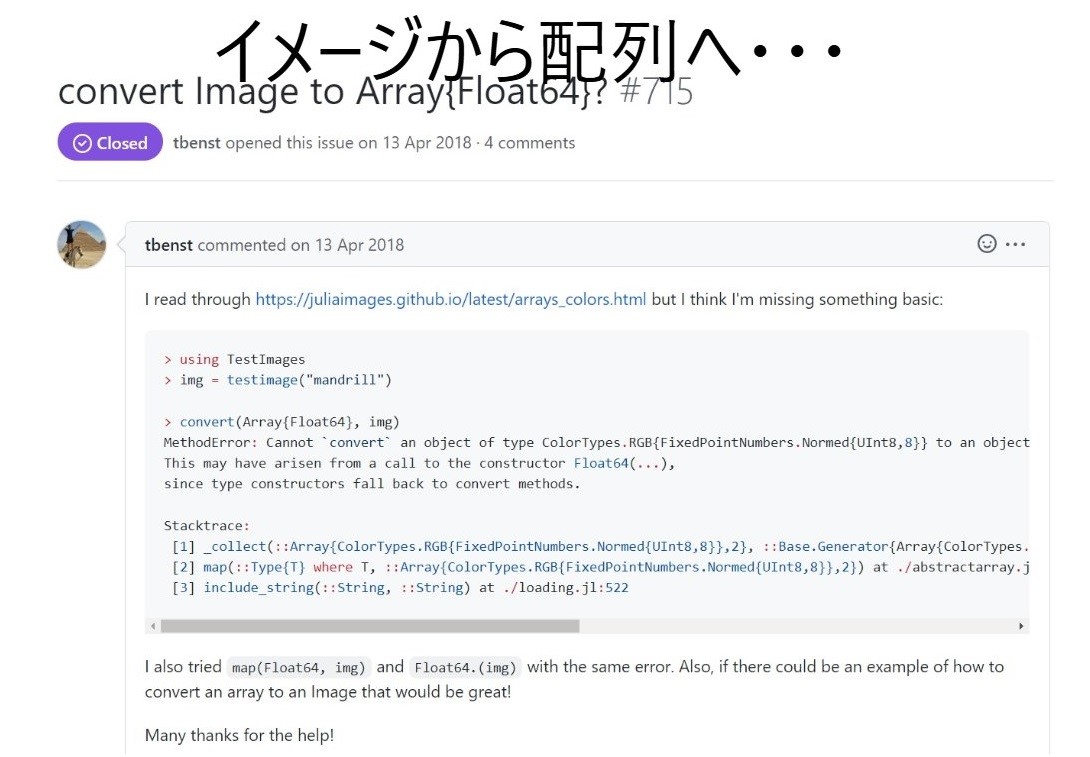 イメージから配列へ・・・
convert Image to Array{Float64}? #715
Closed tbenst opened this issue on 13 Apr 2018 · 4 comments
tbenst commented on 13 Apr 2018
I read through https://juliaimages.github.io/latest/arrays_colors.html but I think I'm missing something basic:
> using TestImages
> img = testimage("mandrill")
> convert(Array{Float64}, img)
MethodError: Cannot `convert` an object of type ColorTypes.RGB{FixedPointNumbers.Normed{UInt8,8}} to an object
This may have arisen from a call to the constructor Float64(...),
since type constructors fall back to convert methods.
Stacktrace:
[1] _collect(::Array{ColorTypes.RGB{FixedPointNumbers.Normed{UInt8,8}},2}, ::Base.Generator{Array{ColorTypes.
[2] map(::Type{T} where T, ::Array{ColorTypes.RGB{FixedPointNumbers.Normed{UInt8,8}},2}) at ./abstractarray.j
[3] include_string(::String, ::String) at ./loading.jl:522
I also tried map(Float64, img) and Float64.(img) with the same error. Also, if there could be an example of how to
convert an array to an Image that would be great!
Many thanks for the help!